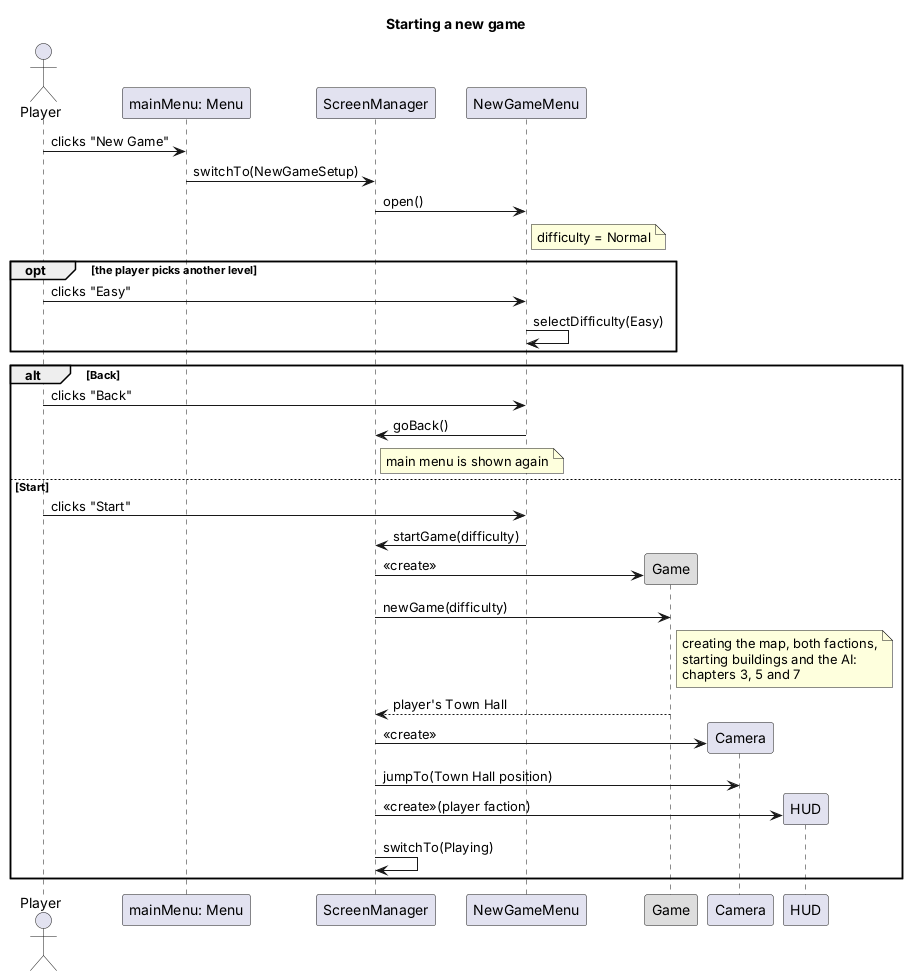 Starting a new game
Player
mainMenu: Menu
ScreenManager
NewGameMenu
clicks "New Game"
switchTo(NewGameSetup)
open()
difficulty = Normal
opt
[the player picks another level]
clicks "Easy"
selectDifficulty(Easy)
alt
[Back]
clicks "Back"
goBack()
main menu is shown again
[Start]
clicks "Start"
startGame(difficulty)
«create»
Game
newGame(difficulty)
creating the map, both factions,
starting buildings and the AI:
chapters 3, 5 and 7
player's Town Hall
«create»
Camera
jumpTo(Town Hall position)
«create»(player faction)
HUD
switchTo(Playing)
Player
mainMenu: Menu
ScreenManager
NewGameMenu
Game
Camera
HUD